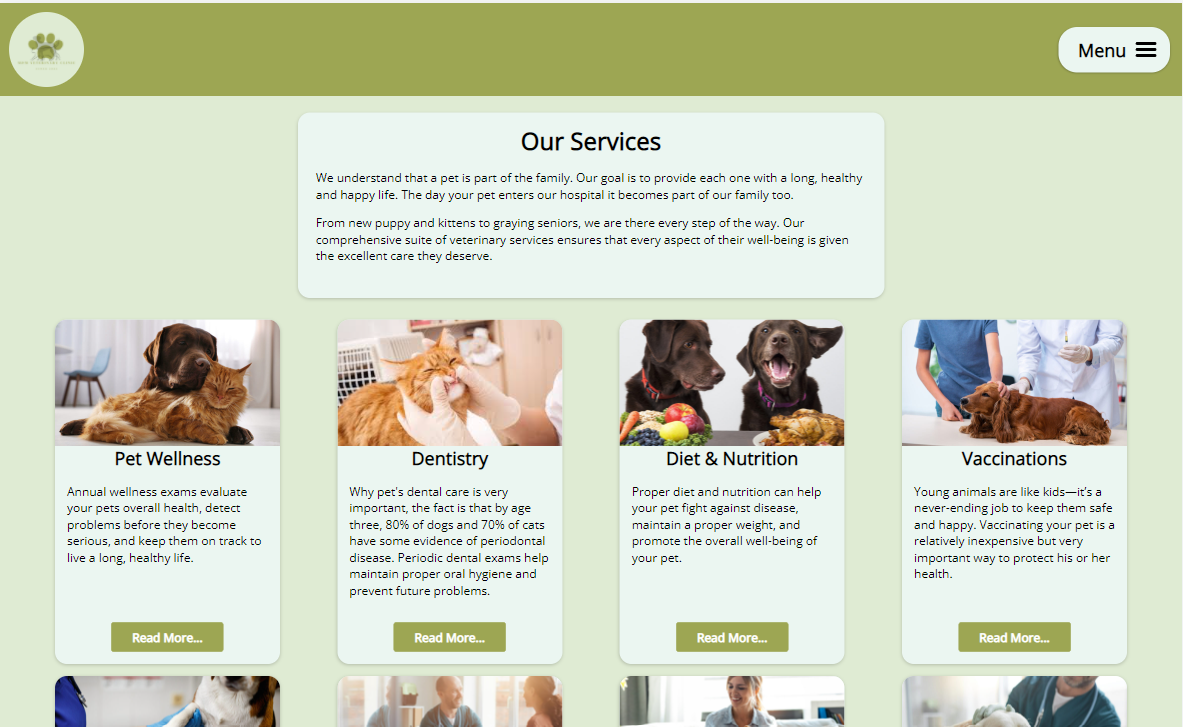 Menu
Our Services
We understand that a pet is part of the family. Our goal is to provide each one with a long, healthy
and happy life. The day your pet enters our hospital it becomes part of our family too.
From new puppy and kittens to graying seniors, we are there every step of the way. Our
comprehensive suite of veterinary services ensures that every aspect of their well-being is given
the excellent care they deserve.
Pet Wellness
Annual wellness exams evaluate
your pets overall health, detect
problems before they become
serious, and keep them on track to
live a long, healthy life.
Read More...
Dentistry
Why pet's dental care is very
important, the fact is that by age
three, 80% of dogs and 70% of cats
have some evidence of periodontal
disease. Periodic dental exams help
maintain proper oral hygiene and
prevent future problems.
Read More...
Diet & Nutrition
Proper diet and nutrition can help
your pet fight against disease,
maintain a proper weight, and
promote the overall well-being of
your pet.
Read More...
Vaccinations
Young animals are like kids—it's a
never-ending job to keep them safe
and happy. Vaccinating your pet is a
relatively inexpensive but very
important way to protect his or her
health.
Read More...